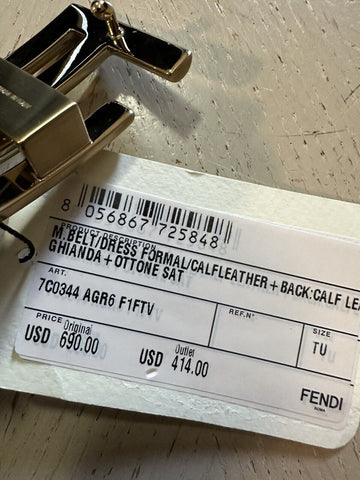 8 056867 725848
PRODUCT DESCRIPTION
M.BELT/DRESS FORMAL/CALFLEATHER + BACK:CALF LEA
GHIANDA + OTTONE SAT
ART.
7C0344 AGR6 F1FTV
REF.N°
SIZE
TU
PRICE Original
USD 690.00
Outlet
USD 414.00
FENDI
ROMA